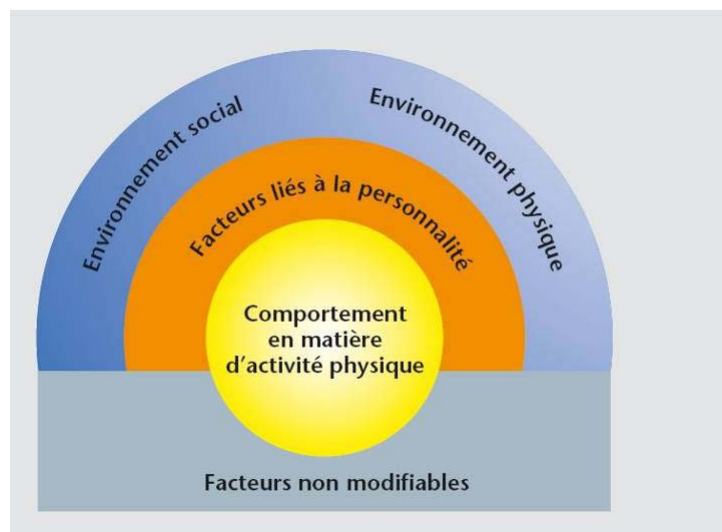 Environnement social
Environnement physique
Facteurs liés à la personnalité
Comportement
en matière
d'activité physique
Facteurs non modifiables